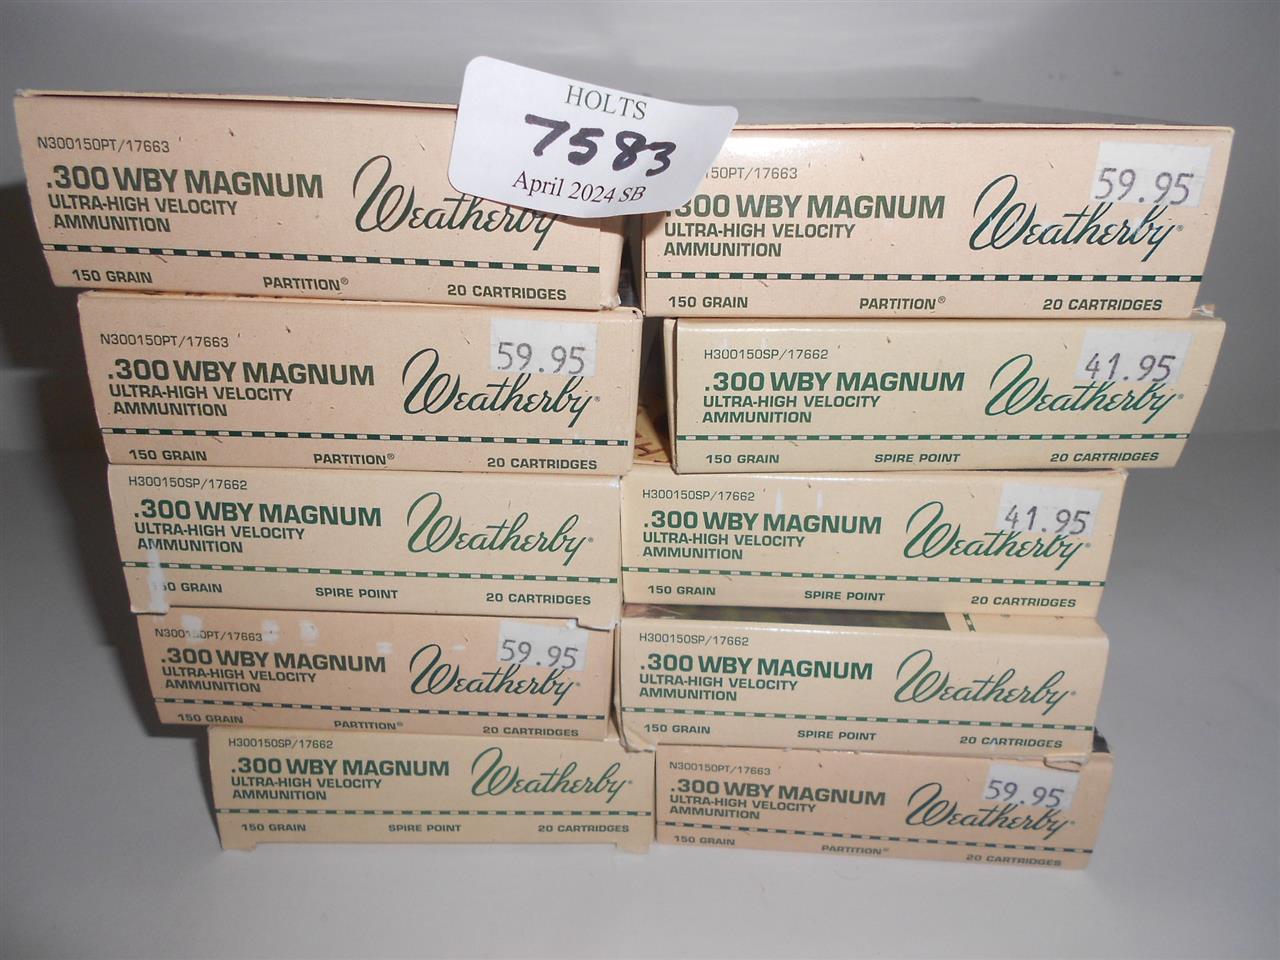 HOLTS
7583
April 2024 SB
N300150PT/17663
.300 WBY MAGNUM
ULTRA-HIGH VELOCITY
AMMUNITION
Weatherby
150 GRAIN PARTITION® 20 CARTRIDGES
150PT/17663
.300 WBY MAGNUM
ULTRA-HIGH VELOCITY
AMMUNITION
59.95
Weatherby®
150 GRAIN PARTITION® 20 CARTRIDGES
N300150PT/17663
.300 WBY MAGNUM
ULTRA-HIGH VELOCITY
AMMUNITION
59.95
Weatherby®
150 GRAIN PARTITION® 20 CARTRIDGES
H300150SP/17662
.300 WBY MAGNUM
ULTRA-HIGH VELOCITY
AMMUNITION
41.95
Weatherby®
150 GRAIN SPIRE POINT 20 CARTRIDGES
H300150SP/17662
.300 WBY MAGNUM
ULTRA-HIGH VELOCITY
AMMUNITION
Weatherby®
50 GRAIN SPIRE POINT 20 CARTRIDGES
H300150SP/17662
.300 WBY MAGNUM
ULTRA-HIGH VELOCITY
AMMUNITION
41.95
Weatherby®
150 GRAIN SPIRE POINT 20 CARTRIDGES
N300150PT/17663
.300 WBY MAGNUM
ULTRA-HIGH VELOCITY
AMMUNITION
59.95
Weatherby®
150 GRAIN PARTITION® 20 CARTRIDGES
H300150SP/17662
.300 WBY MAGNUM
ULTRA-HIGH VELOCITY
AMMUNITION
Weatherby®
150 GRAIN SPIRE POINT 20 CARTRIDGES
H300150SP/17662
.300 WBY MAGNUM
ULTRA-HIGH VELOCITY
AMMUNITION
Weatherby®
150 GRAIN SPIRE POINT 20 CARTRIDGES
N300150PT/17663
.300 WBY MAGNUM
ULTRA-HIGH VELOCITY
AMMUNITION
59.95
Weatherby®
150 GRAIN PARTITION® 20 CARTRIDGES